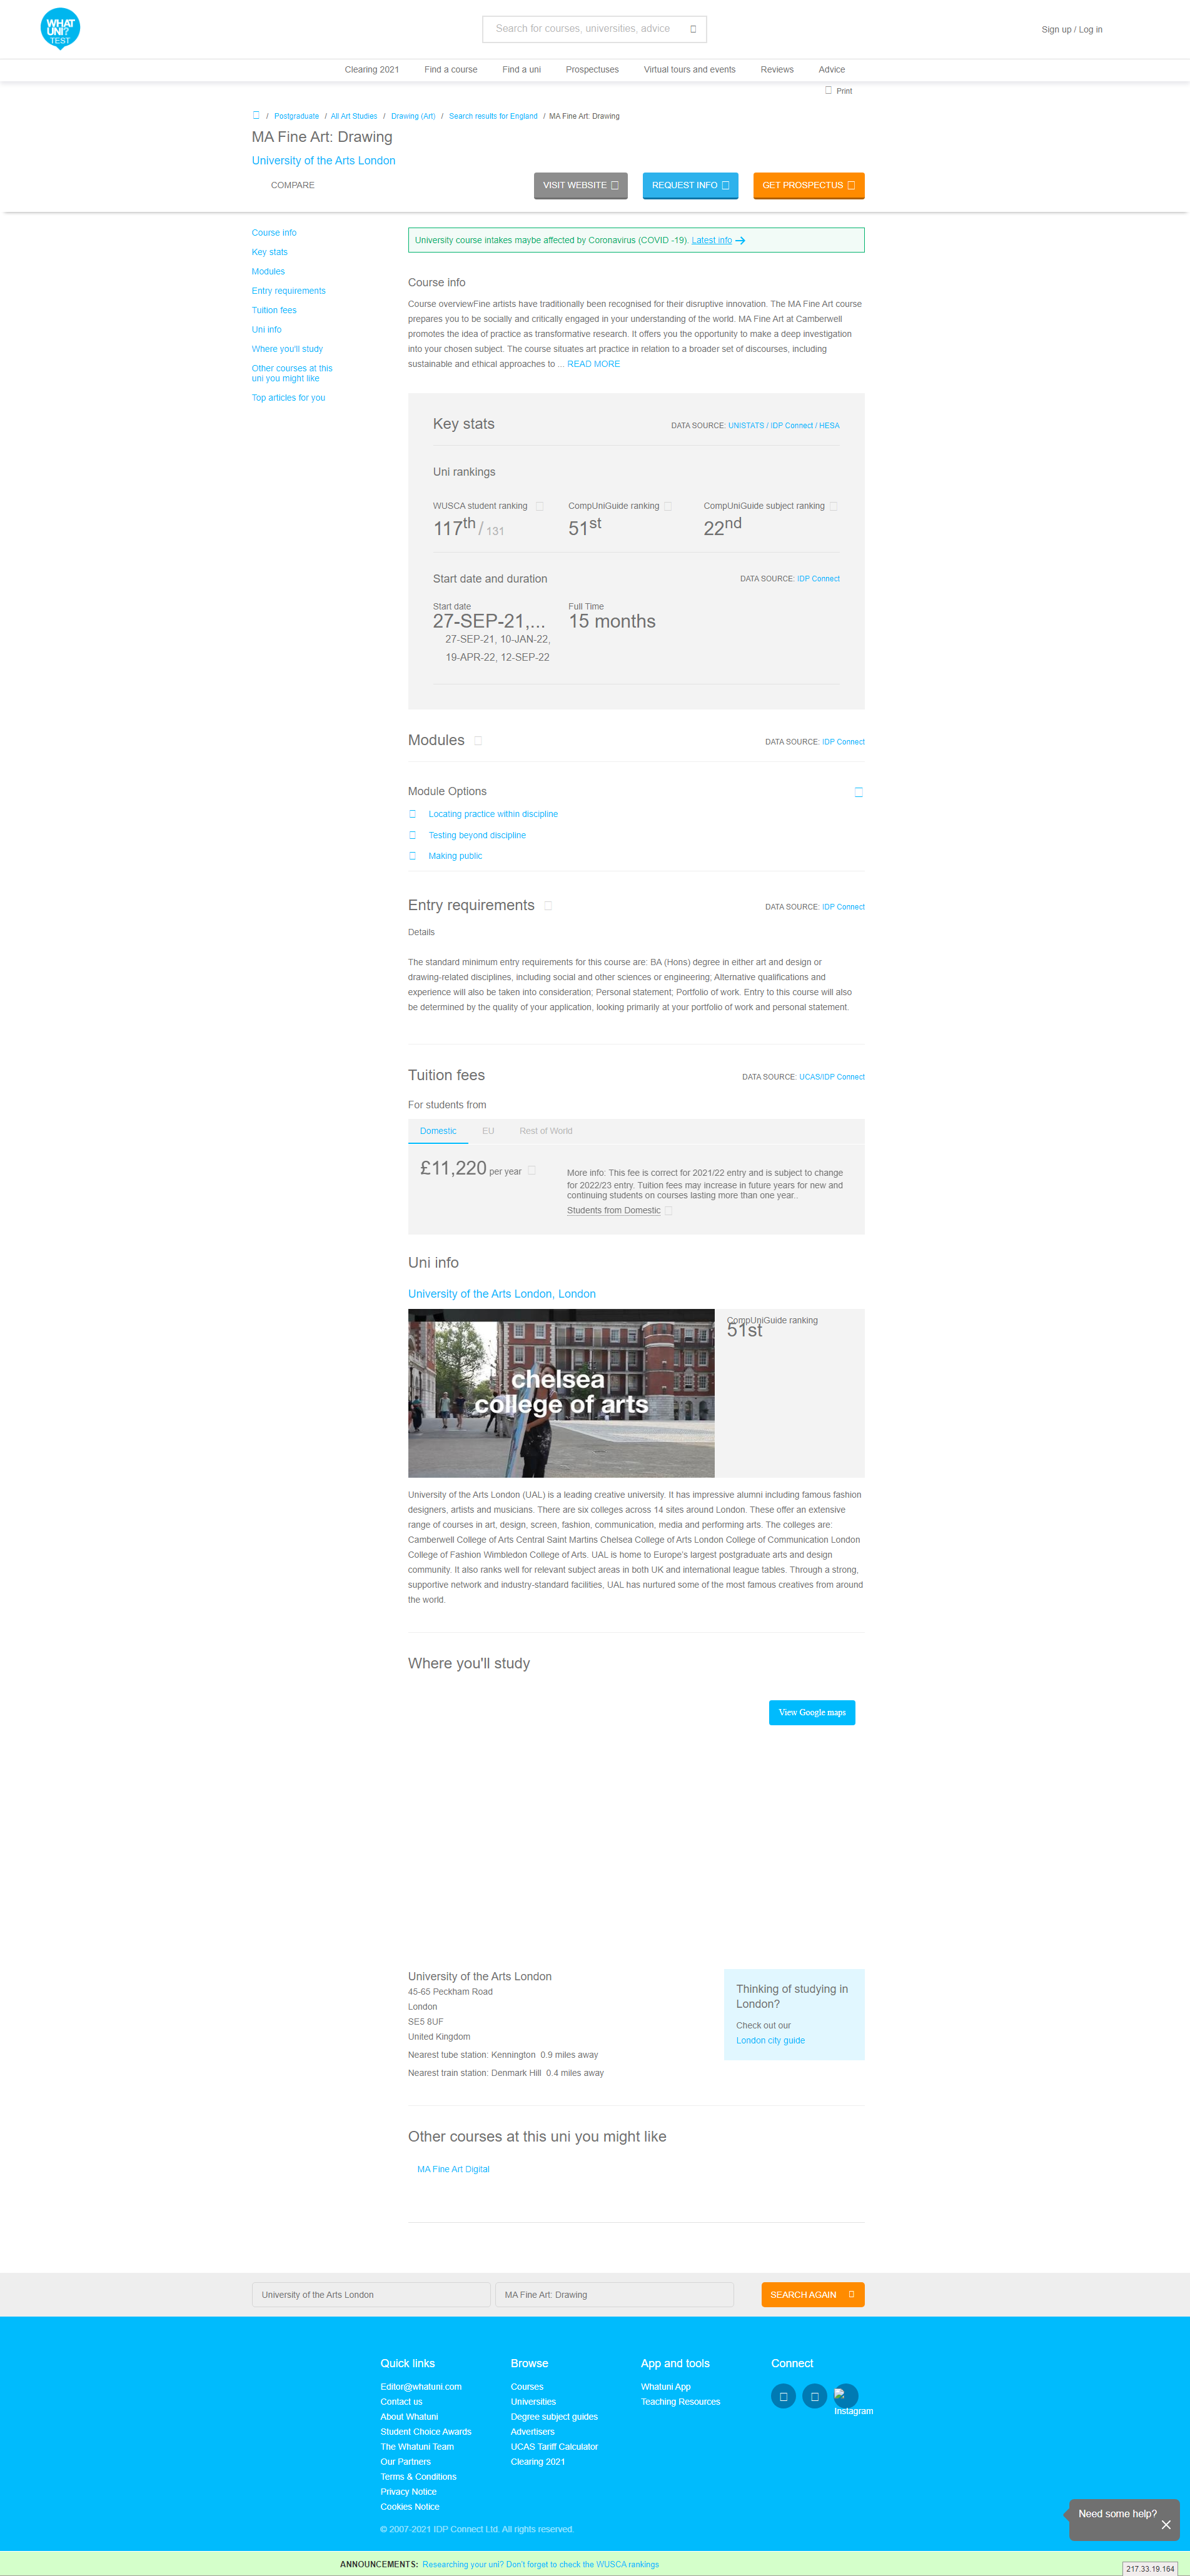 WHAT
UNI?
TEST
Search for courses, universities, advice
Sign up / Log in
Clearing 2021
Find a course
Find a uni
Prospectuses
Virtual tours and events
Reviews
Advice
Print
/ Postgraduate / All Art Studies / Drawing (Art) / Search results for England / MA Fine Art: Drawing
MA Fine Art: Drawing
University of the Arts London
COMPARE
VISIT WEBSITE
REQUEST INFO
GET PROSPECTUS
Course info
Key stats
Modules
Entry requirements
Tuition fees
Uni info
Where you'll study
Other courses at this
uni you might like
Top articles for you
University course intakes maybe affected by Coronavirus (COVID -19). Latest info
Course info
Course overviewFine artists have traditionally been recognised for their disruptive innovation. The MA Fine Art course
prepares you to be socially and critically engaged in your understanding of the world. MA Fine Art at Camberwell
promotes the idea of practice as transformative research. It offers you the opportunity to make a deep investigation
into your chosen subject. The course situates art practice in relation to a broader set of discourses, including
sustainable and ethical approaches to ... READ MORE
Key stats
DATA SOURCE: UNISTATS / IDP Connect / HESA
Uni rankings
WUSCA student ranking
117th / 131
CompUniGuide ranking
51st
CompUniGuide subject ranking
22nd
Start date and duration
DATA SOURCE: IDP Connect
Start date
27-SEP-21,...
27-SEP-21, 10-JAN-22,
19-APR-22, 12-SEP-22
Full Time
15 months
Modules
DATA SOURCE: IDP Connect
Module Options
Locating practice within discipline
Testing beyond discipline
Making public
Entry requirements
DATA SOURCE: IDP Connect
Details
The standard minimum entry requirements for this course are: BA (Hons) degree in either art and design or
drawing-related disciplines, including social and other sciences or engineering; Alternative qualifications and
experience will also be taken into consideration; Personal statement; Portfolio of work. Entry to this course will also
be determined by the quality of your application, looking primarily at your portfolio of work and personal statement.
Tuition fees
DATA SOURCE: UCAS/IDP Connect
For students from
Domestic
EU
Rest of World
£11,220 per year
More info: This fee is correct for 2021/22 entry and is subject to change
for 2022/23 entry. Tuition fees may increase in future years for new and
continuing students on courses lasting more than one year..
Students from Domestic
Uni info
University of the Arts London, London
chelsea
college of arts
CompUniGuide ranking
51st
University of the Arts London (UAL) is a leading creative university. It has impressive alumni including famous fashion
designers, artists and musicians. There are six colleges across 14 sites around London. These offer an extensive
range of courses in art, design, screen, fashion, communication, media and performing arts. The colleges are:
Camberwell College of Arts Central Saint Martins Chelsea College of Arts London College of Communication London
College of Fashion Wimbledon College of Arts. UAL is home to Europe's largest postgraduate arts and design
community. It also ranks well for relevant subject areas in both UK and international league tables. Through a strong,
supportive network and industry-standard facilities, UAL has nurtured some of the most famous creatives from around
the world.
Where you'll study
View Google maps
University of the Arts London
45-65 Peckham Road
London
SE5 8UF
United Kingdom
Nearest tube station: Kennington 0.9 miles away
Nearest train station: Denmark Hill 0.4 miles away
Thinking of studying in
London?
Check out our
London city guide
Other courses at this uni you might like
MA Fine Art Digital
University of the Arts London
MA Fine Art: Drawing
SEARCH AGAIN
Quick links
Editor@whatuni.com
Contact us
About Whatuni
Student Choice Awards
The Whatuni Team
Our Partners
Terms & Conditions
Privacy Notice
Cookies Notice
Browse
Courses
Universities
Degree subject guides
Advertisers
UCAS Tariff Calculator
Clearing 2021
App and tools
Whatuni App
Teaching Resources
Connect
Instagram
© 2007-2021 IDP Connect Ltd. All rights reserved.
Need some help?
ANNOUNCEMENTS: Researching your uni? Don't forget to check the WUSCA rankings
217.33.19.164